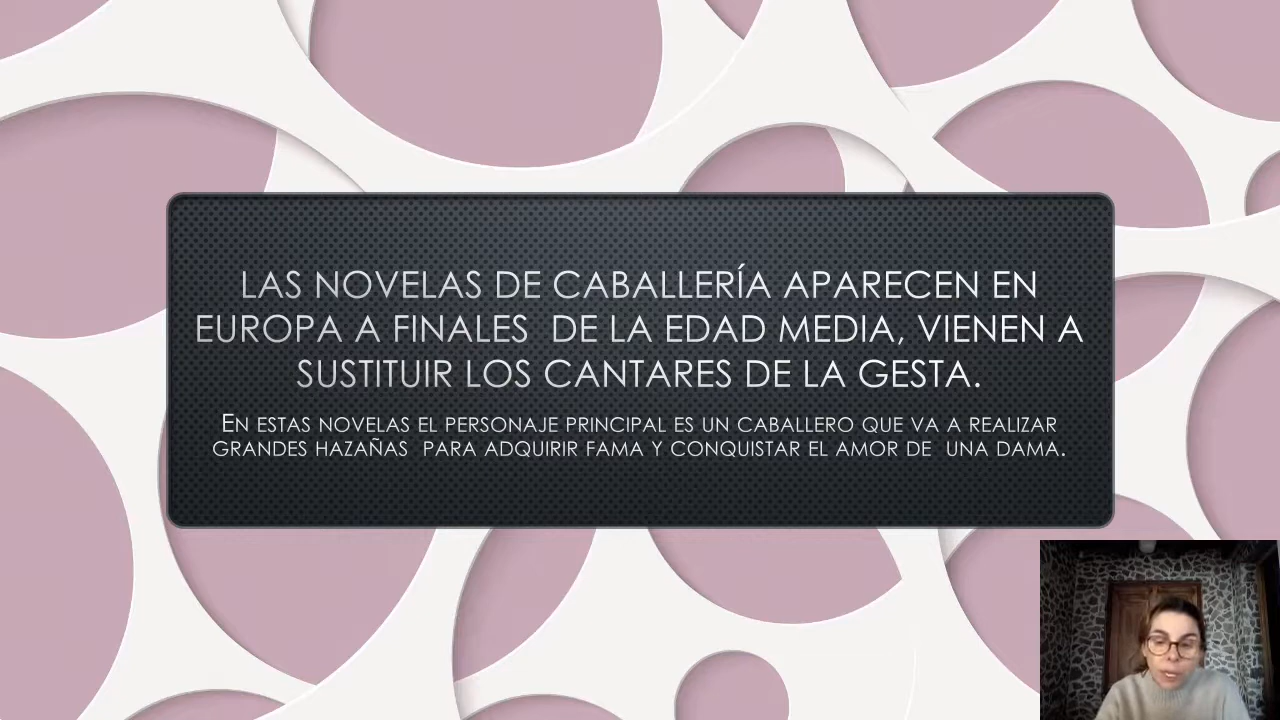 LAS NOVELAS DE CABALLERÍA APARECEN EN
EUROPA A FINALES DE LA EDAD MEDIA, VIENEN A
SUSTITUIR LOS CANTARES DE LA GESTA.
EN ESTAS NOVELAS EL PERSONAJE PRINCIPAL ES UN CABALLERO QUE VA A REALIZAR
GRANDES HAZAÑAS PARA ADQUIRIR FAMA Y CONQUISTAR EL AMOR DE UNA DAMA.